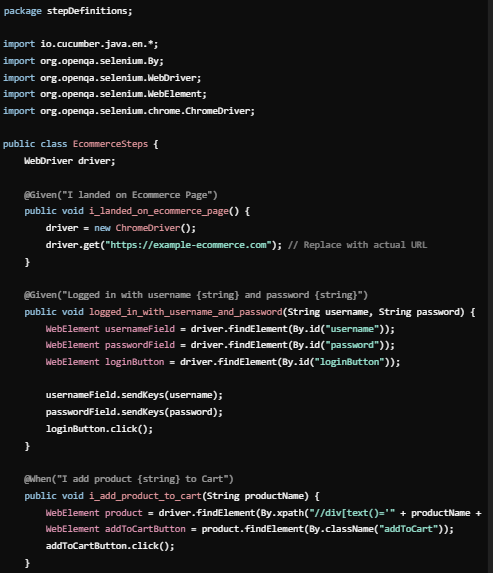 package stepDefinitions;
import io.cucumber.java.en.*;
import org.openqa.selenium.By;
import org.openqa.selenium.WebDriver;
import org.openqa.selenium.WebElement;
import org.openqa.selenium.chrome.ChromeDriver;
public class EcommerceSteps {
    WebDriver driver;
    @Given("I landed on Ecommerce Page")
    public void i_landed_on_ecommerce_page() {
        driver = new ChromeDriver();
        driver.get("https://example-ecommerce.com"); // Replace with actual URL
    }
    @Given("Logged in with username {string} and password {string}")
    public void logged_in_with_username_and_password(String username, String password) {
        WebElement usernameField = driver.findElement(By.id("username"));
        WebElement passwordField = driver.findElement(By.id("password"));
        WebElement loginButton = driver.findElement(By.id("loginButton"));
        usernameField.sendKeys(username);
        passwordField.sendKeys(password);
        loginButton.click();
    }
    @When("I add product {string} to Cart")
    public void i_add_product_to_cart(String productName) {
        WebElement product = driver.findElement(By.xpath("//div[text()='" + productName +
        WebElement addToCartButton = product.findElement(By.className("addToCart"));
        addToCartButton.click();
    }